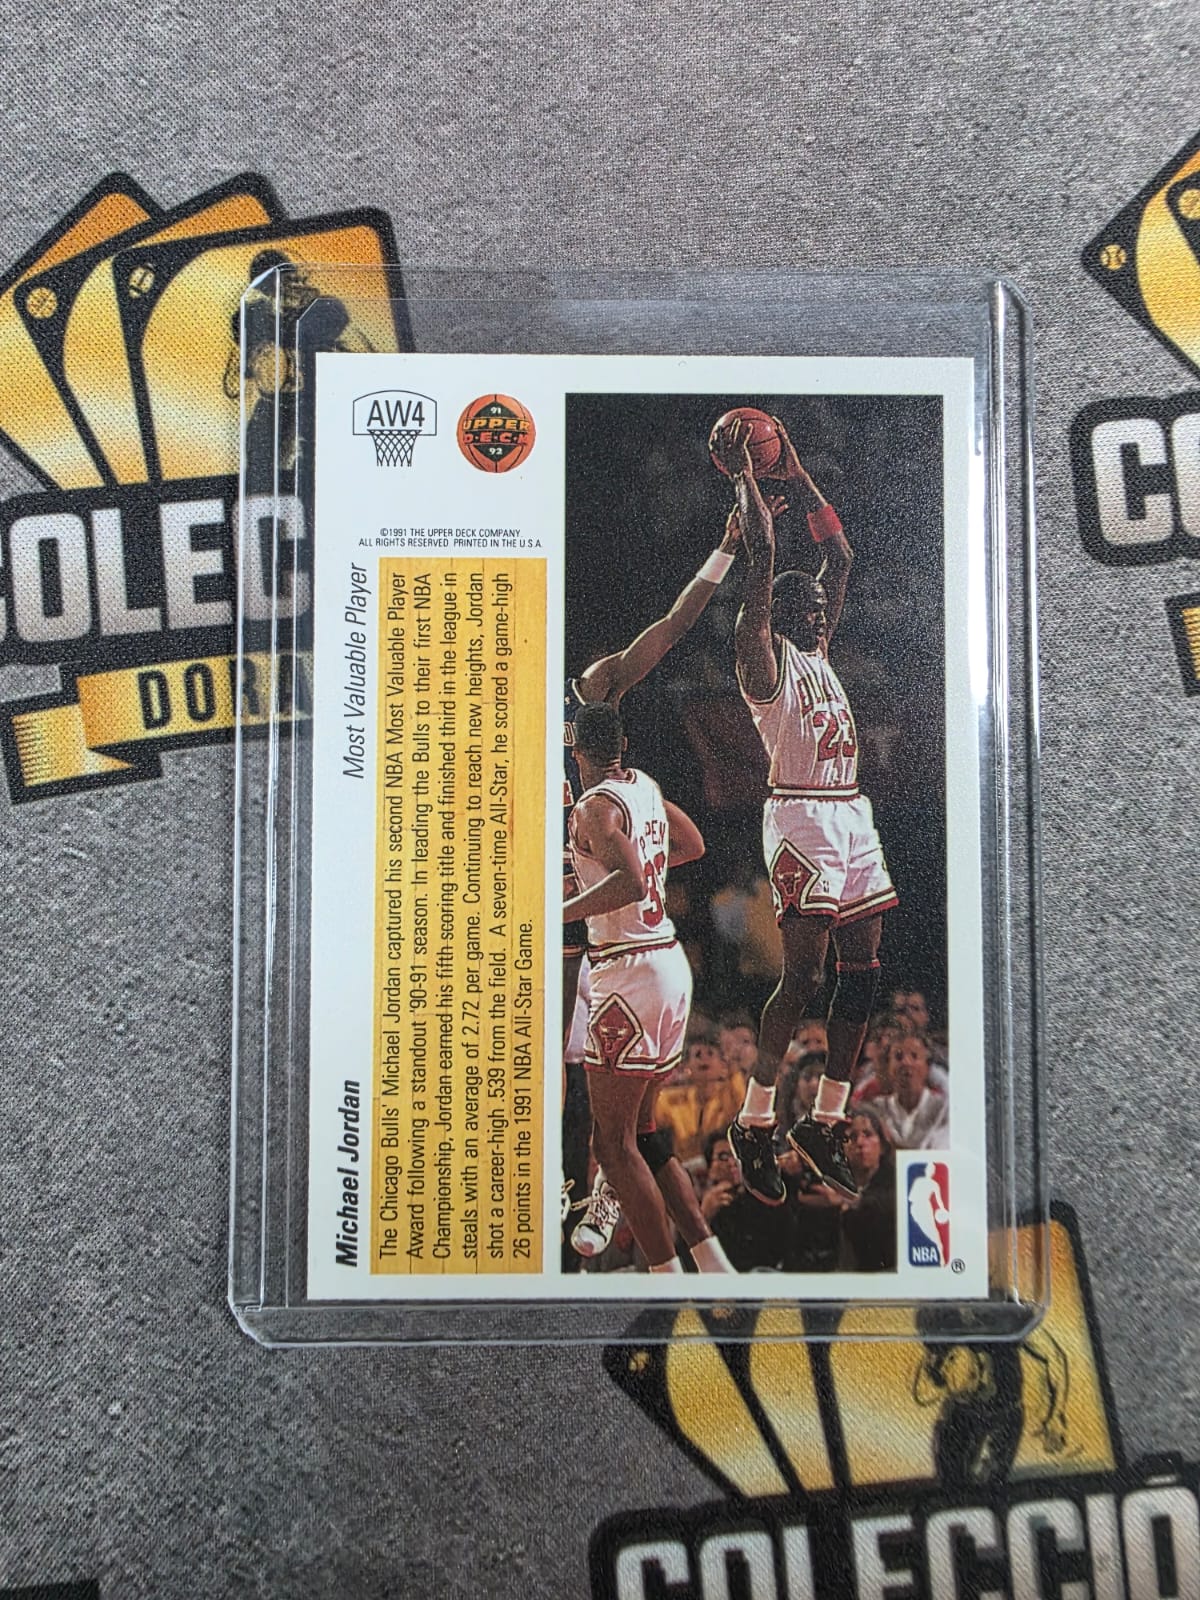 AW4
91
UPPER
D·E·C·K
92
©1991 THE UPPER DECK COMPANY.
ALL RIGHTS RESERVED. PRINTED IN THE U.S.A.
Michael Jordan
Most Valuable Player
The Chicago Bulls' Michael Jordan captured his second NBA Most Valuable Player
Award following a standout '90-91 season. In leading the Bulls to their first NBA
Championship, Jordan earned his fifth scoring title and finished third in the league in
steals with an average of 2.72 per game. Continuing to reach new heights, Jordan
shot a career-high .539 from the field. A seven-time All-Star, he scored a game-high
26 points in the 1991 NBA All-Star Game.
BULLS
23
33
NBA
®
COLEC
DORA
CO
COLECCIÓ